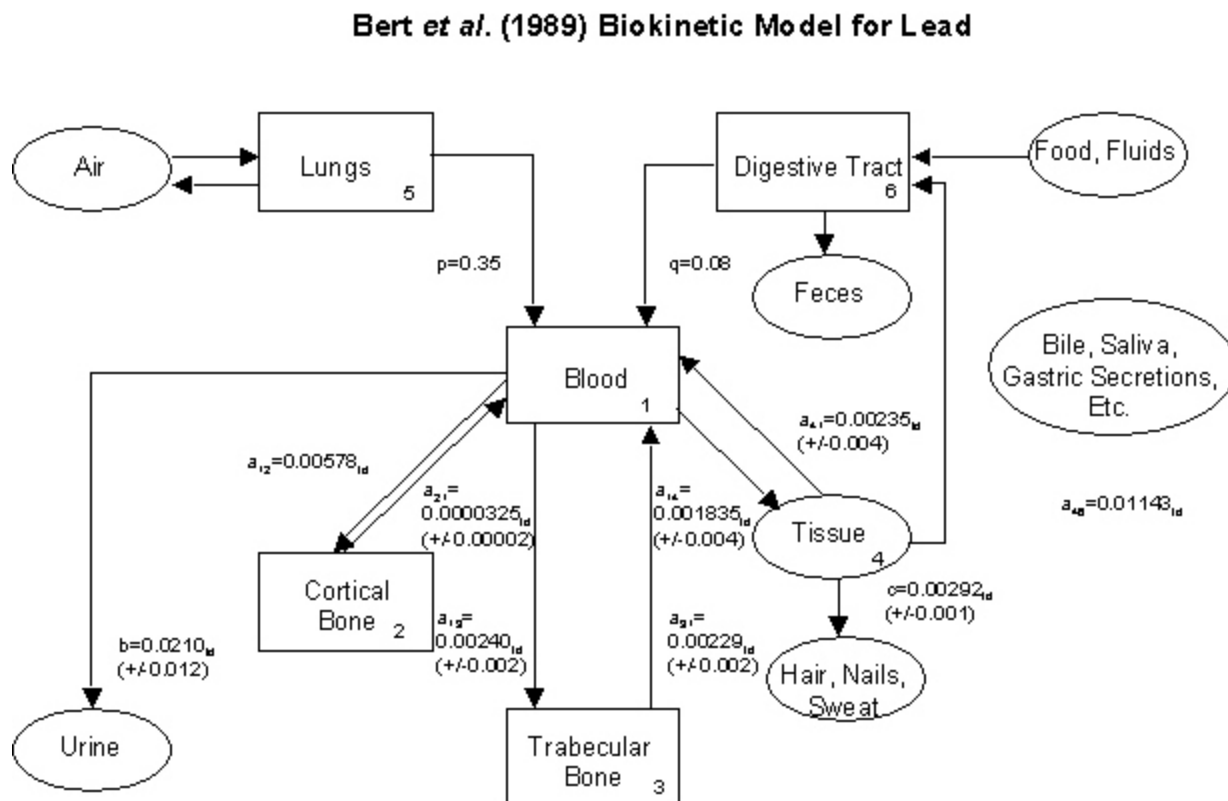 Bert et al. (1989) Biokinetic Model for Lead
Air
Lungs
5
Digestive Tract
6
Food, Fluids
p=0.35
q=0.08
Feces
Blood
1
Bile, Saliva,
Gastric Secretions,
Etc.
a₁₂=0.00578/d
a₂₁=
0.0000325/d
(+/-0.00002)
a₁₄=
0.001835/d
(+/-0.004)
a₄₁=0.00235/d
(+/-0.004)
a₄₆=0.01143/d
Tissue
4
Cortical
Bone
2
c=0.00292/d
(+/-0.001)
b=0.0210/d
(+/-0.012)
a₁₃=
0.00240/d
(+/-0.002)
a₃₁=
0.00229/d
(+/-0.002)
Hair, Nails,
Sweat
Urine
Trabecular
Bone
3